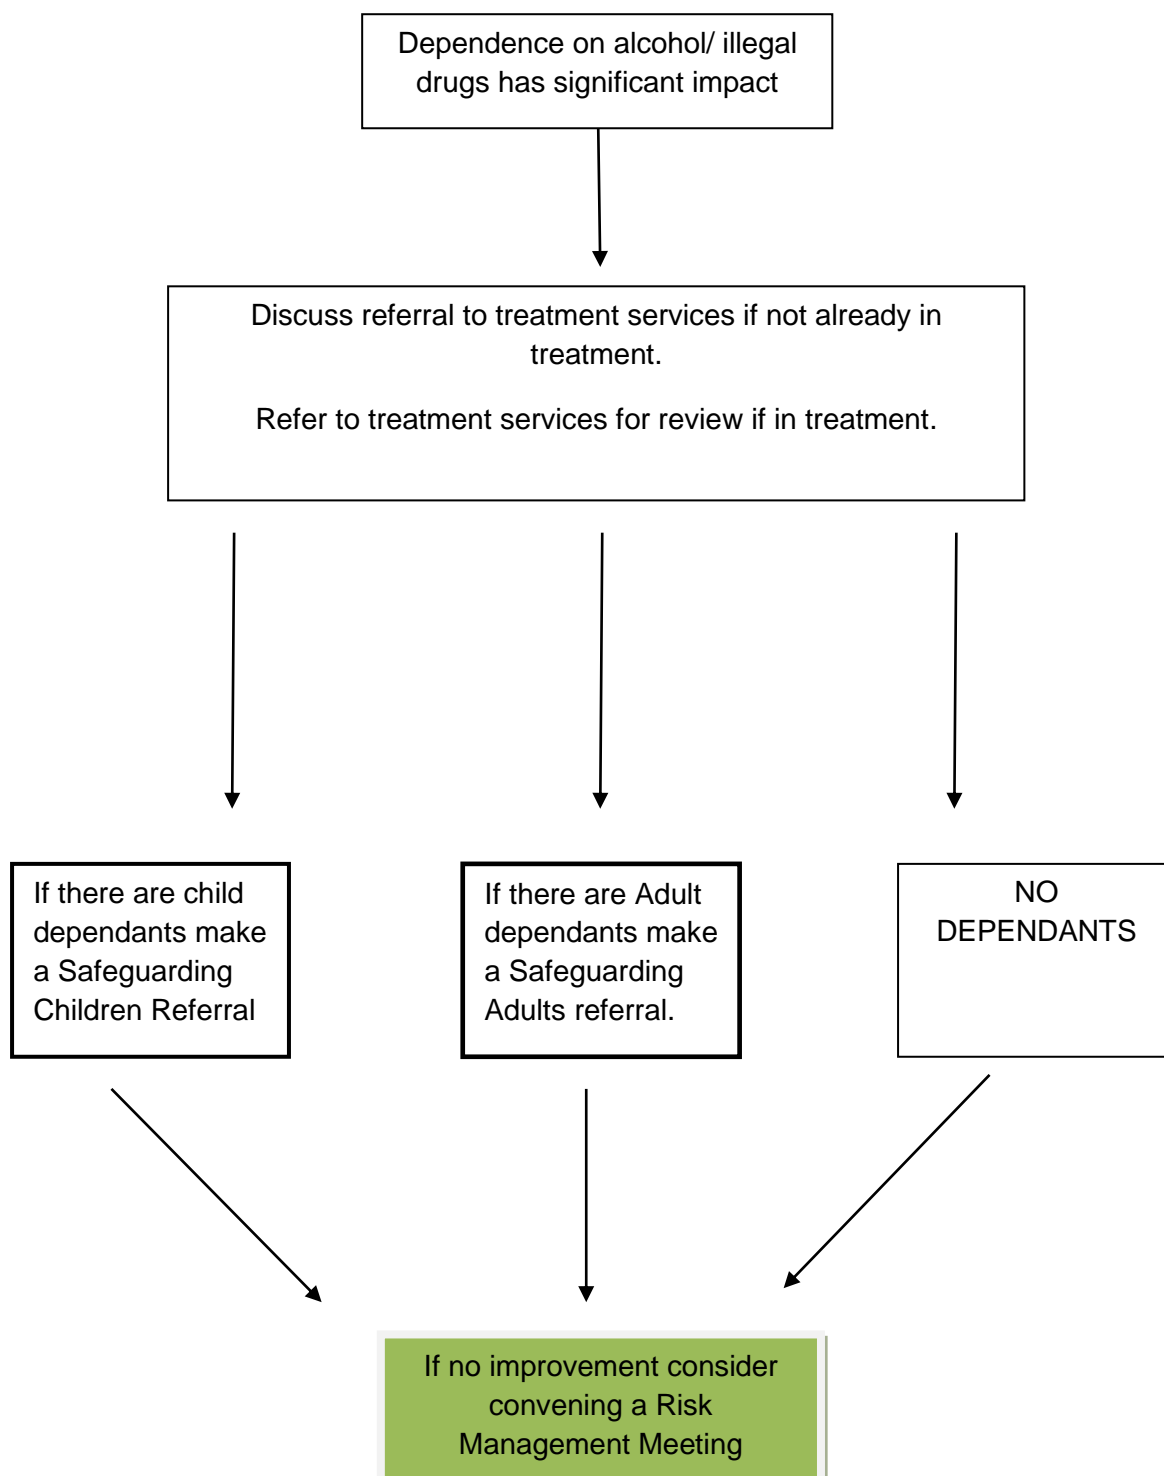 Dependence on alcohol/ illegal
drugs has significant impact
Discuss referral to treatment services if not already in
treatment.
Refer to treatment services for review if in treatment.
If there are child
dependants make
a Safeguarding
Children Referral
If there are Adult
dependants make
a Safeguarding
Adults referral.
NO
DEPENDANTS
If no improvement consider
convening a Risk
Management Meeting